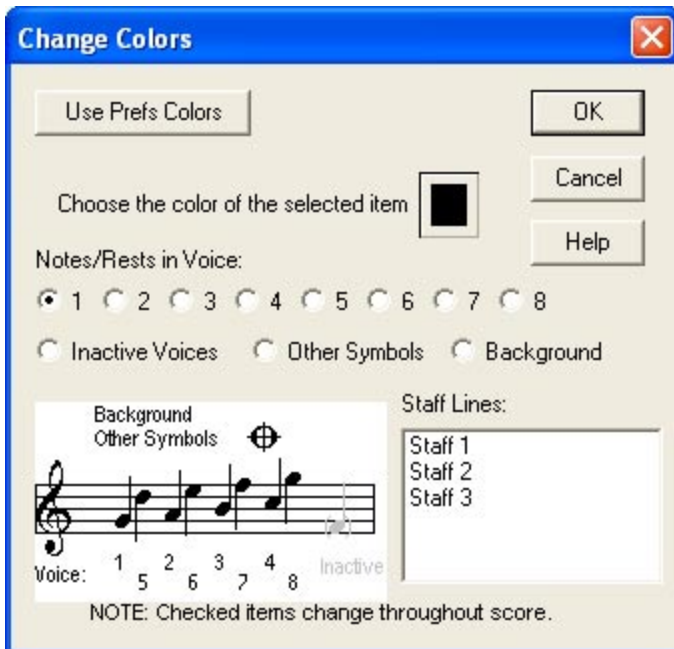 Change Colors
Use Prefs Colors
OK
Choose the color of the selected item
Cancel
Help
Notes/Rests in Voice:
1 2 3 4 5 6 7 8
Inactive Voices Other Symbols Background
Background
Other Symbols
Staff Lines:
Staff 1
Staff 2
Staff 3
Voice: 1 2 3 4 Inactive
5 6 7 8
NOTE: Checked items change throughout score.